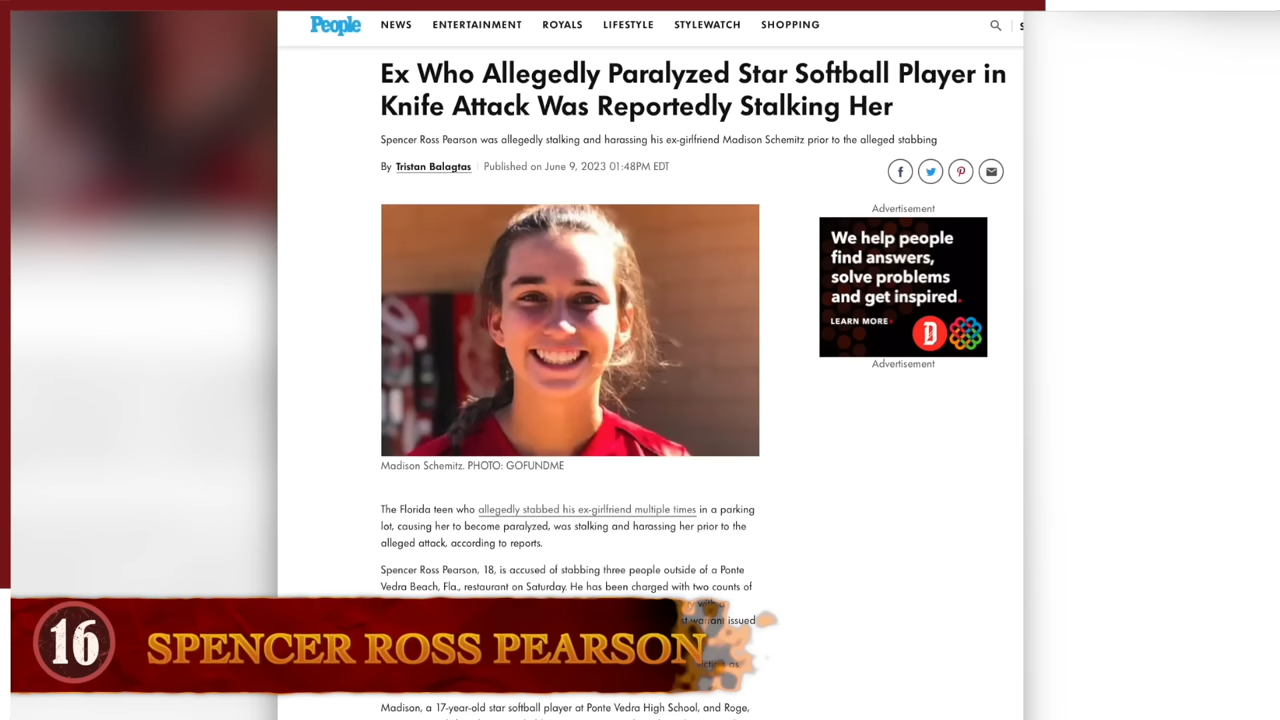 People NEWS ENTERTAINMENT ROYALS LIFESTYLE STYLEWATCH SHOPPING
Ex Who Allegedly Paralyzed Star Softball Player in
Knife Attack Was Reportedly Stalking Her
Spencer Ross Pearson was allegedly stalking and harassing his ex-girlfriend Madison Schemitz prior to the alleged stabbing
By Tristan Balagtas Published on June 9, 2023 01:48PM EDT
Advertisement
We help people
find answers,
solve problems
and get inspired.
LEARN MORE
Advertisement
Madison Schemitz. PHOTO: GOFUNDME
The Florida teen who allegedly stabbed his ex-girlfriend multiple times in a parking
lot, causing her to become paralyzed, was stalking and harassing her prior to the
alleged attack, according to reports.
Spencer Ross Pearson, 18, is accused of stabbing three people outside of a Ponte
Vedra Beach, Fla., restaurant on Saturday. He has been charged with two counts of
warrant issued
16 SPENCER ROSS PEARSON
Madison, a 17-year-old star softball player at Ponte Vedra High School, and Roge,